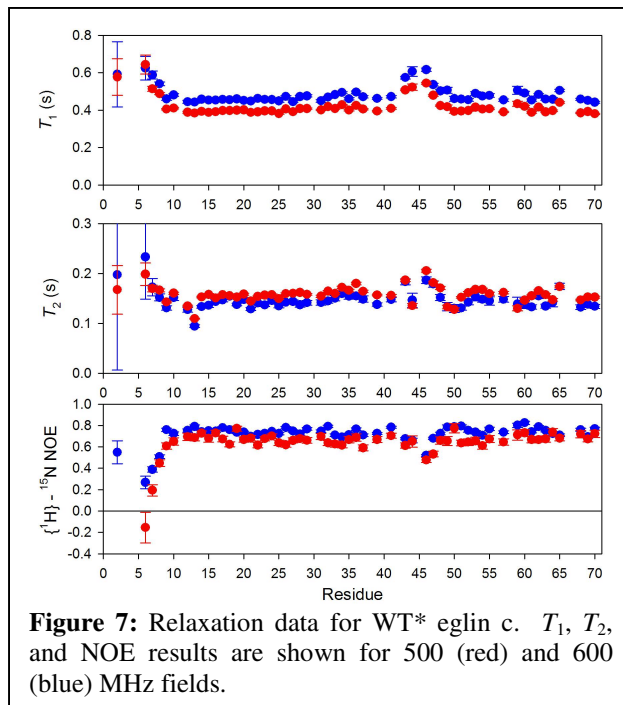 0.8
0.6
0.4
0.2
0.0
T₁ (s)
0 5 10 15 20 25 30 35 40 45 50 55 60 65 70
0.3
0.2
0.1
0.0
T₂ (s)
0 5 10 15 20 25 30 35 40 45 50 55 60 65 70
1.0
0.8
0.6
0.4
0.2
0.0
-0.2
-0.4
{¹H} - ¹⁵N NOE
0 5 10 15 20 25 30 35 40 45 50 55 60 65 70
Residue
Figure 7: Relaxation data for WT* eglin c. T₁, T₂,
and NOE results are shown for 500 (red) and 600
(blue) MHz fields.